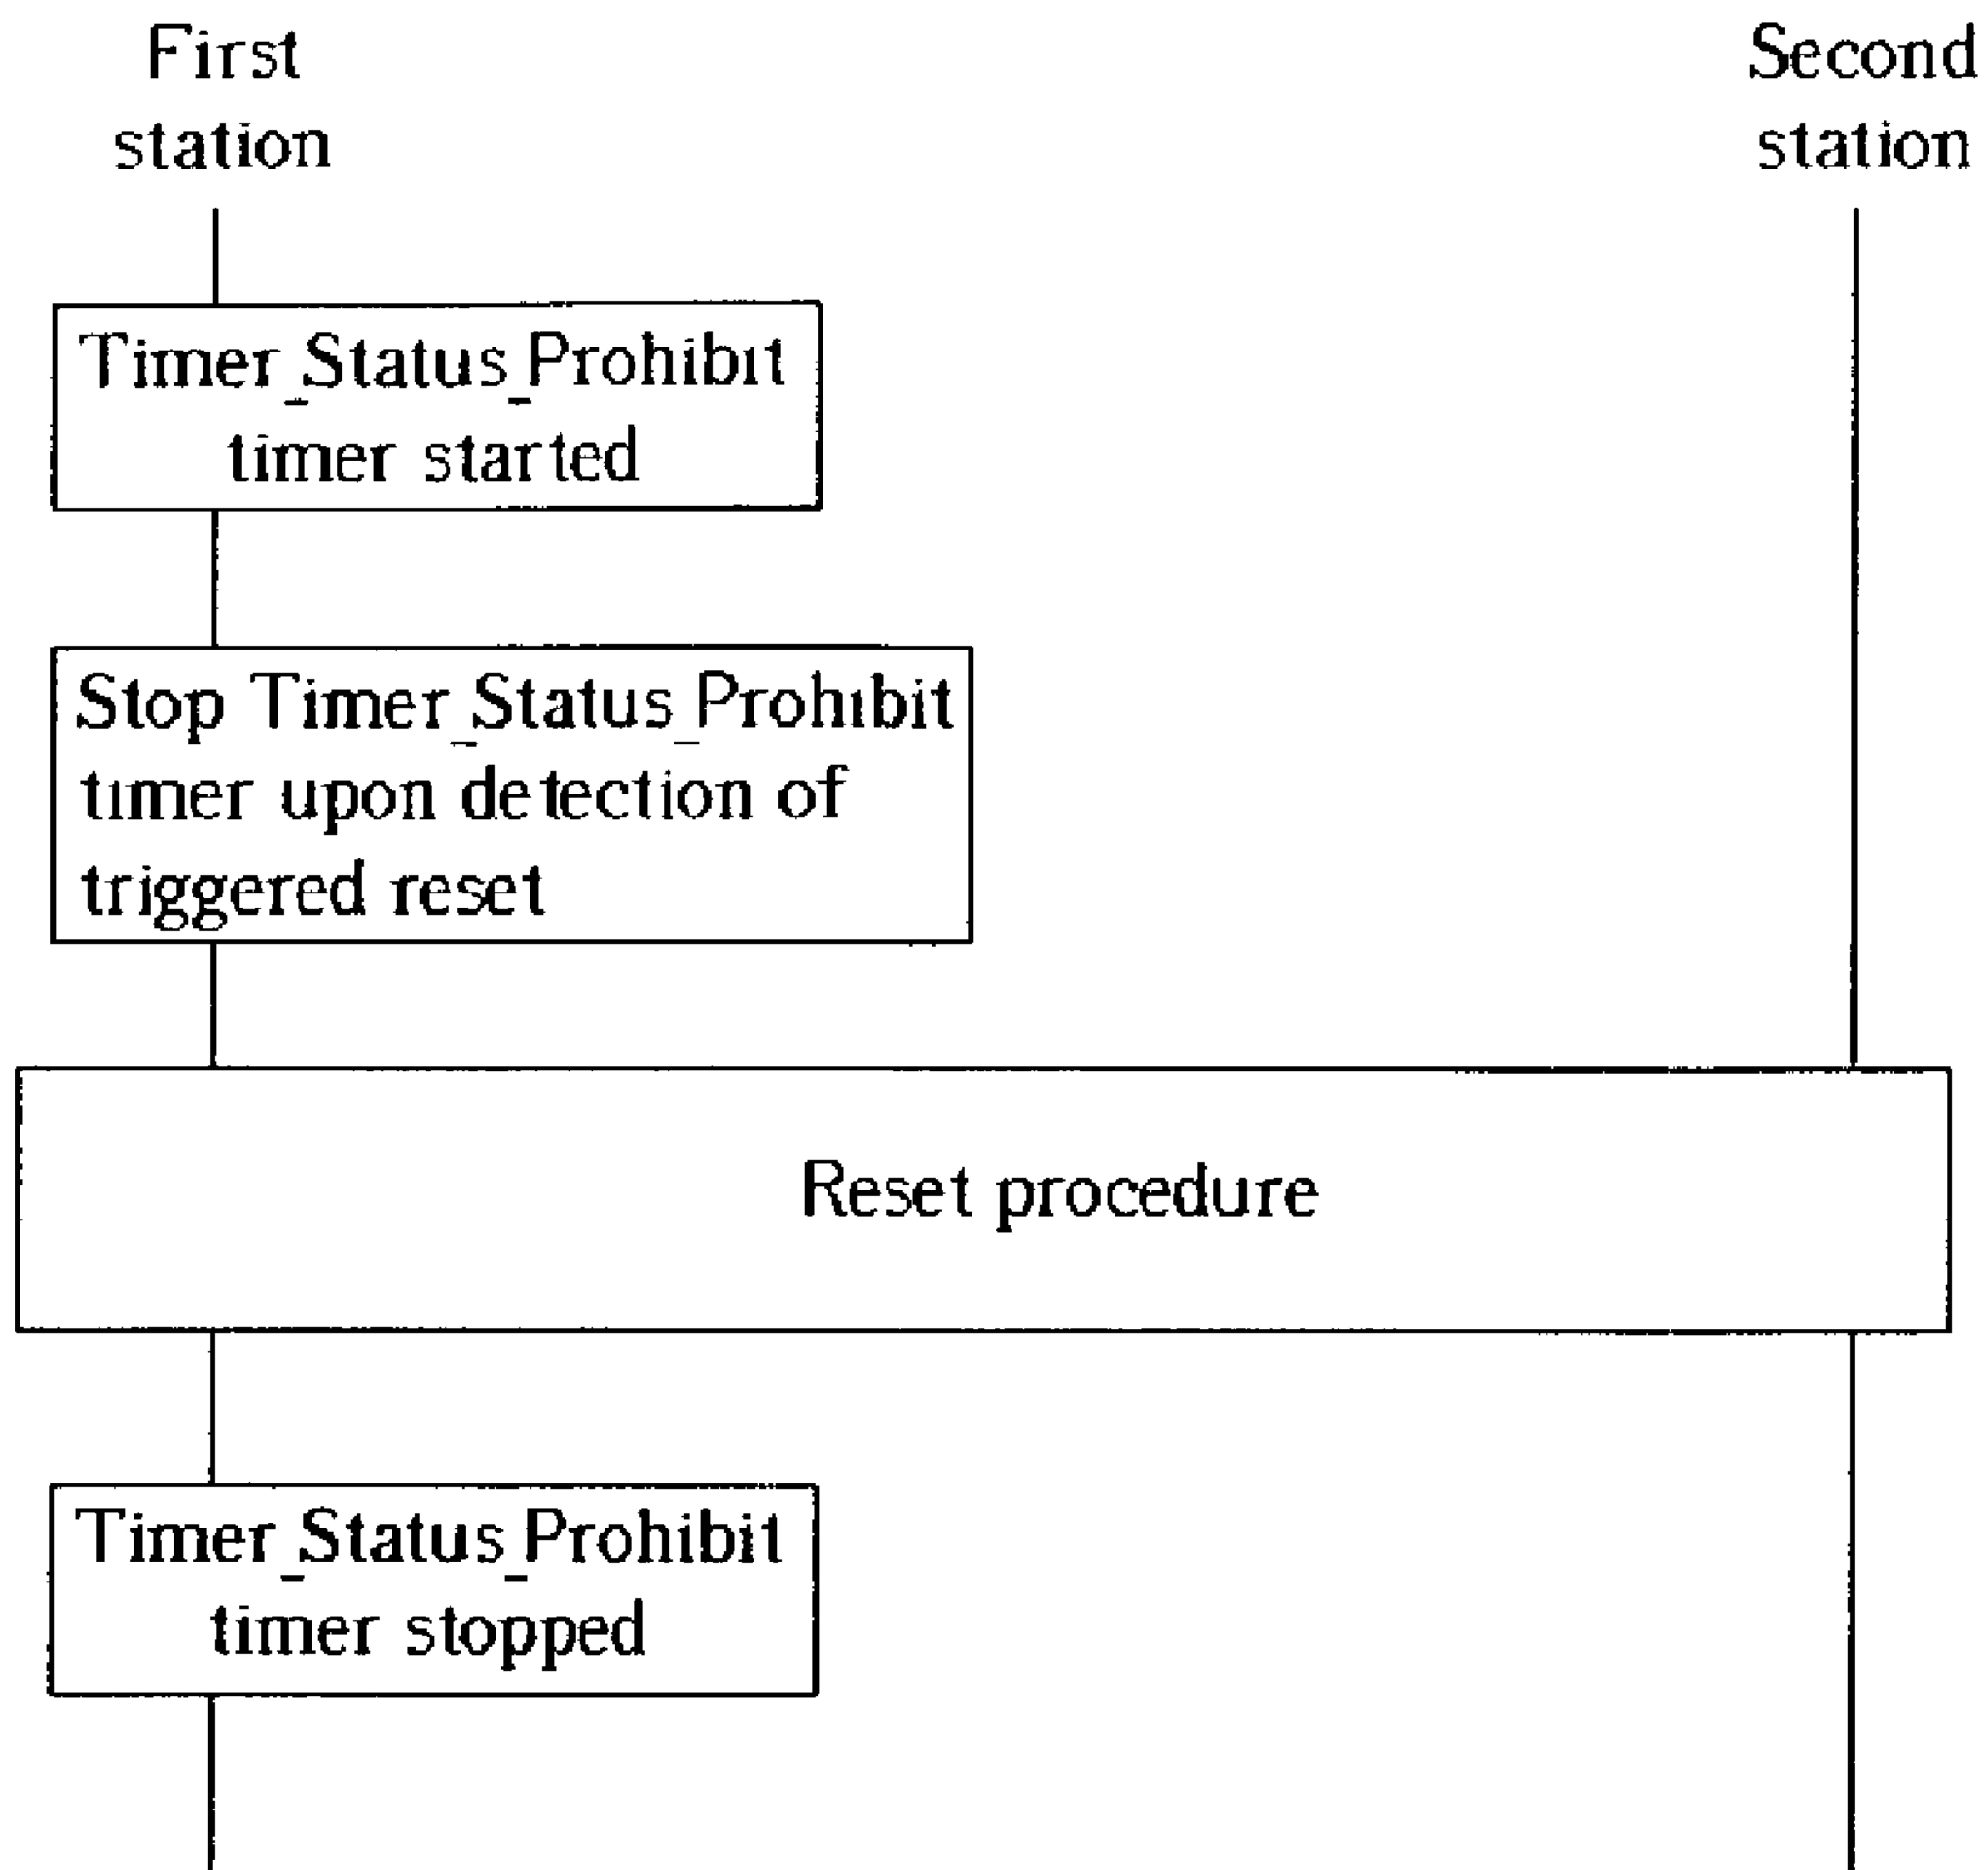 First
station
Second
station
Timer_Status_Prohibit
timer started
Stop Timer_Status_Prohibit
timer upon detection of
triggered reset
Reset procedure
Timer_Status_Prohibit
timer stopped